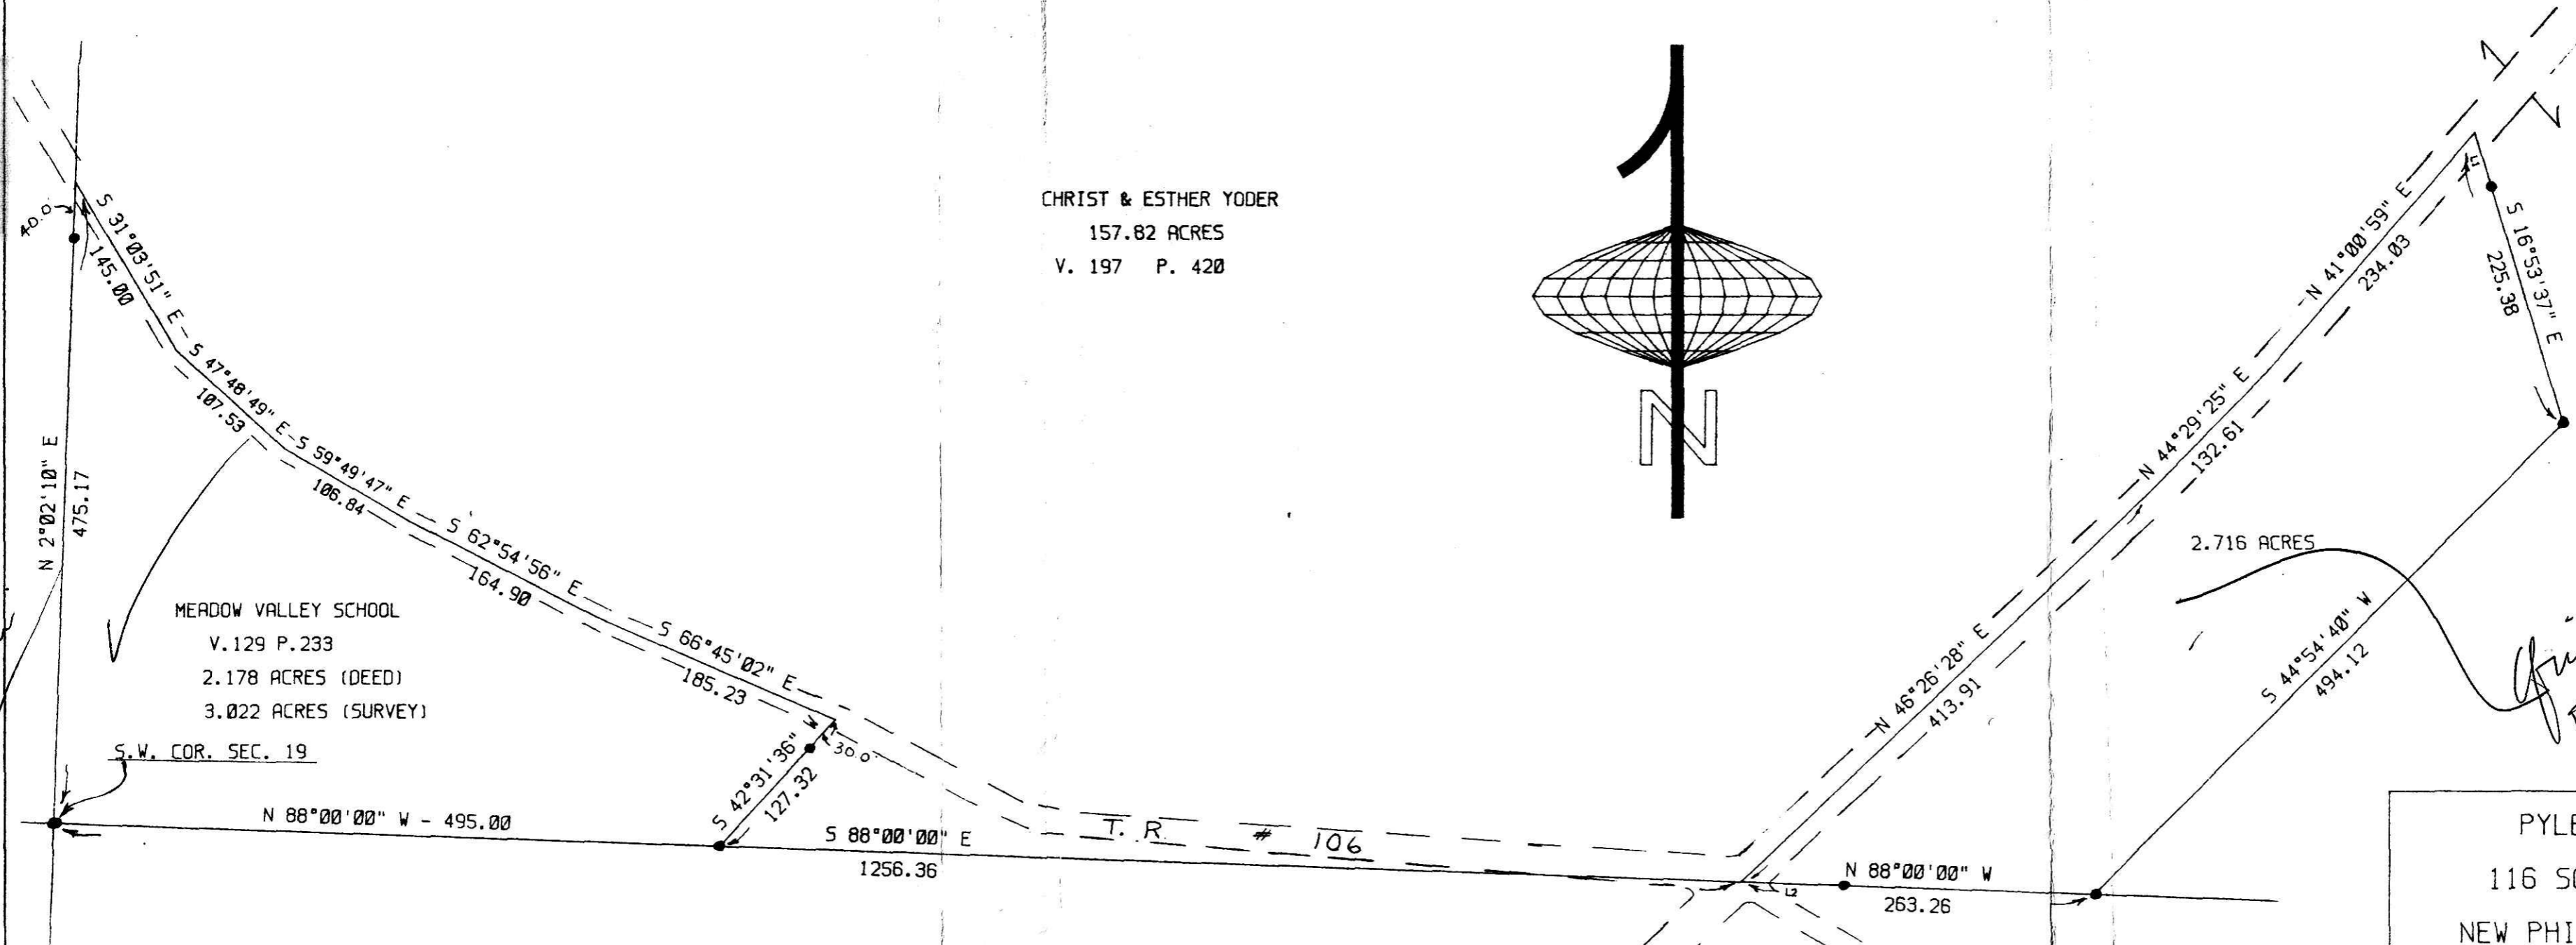 CHRIST & ESTHER YODER
157.82 ACRES
V. 197 P. 420
N
40.0
S 31°03'51" E
145.00
S 47°48'49" E
107.53
S 59°49'47" E
106.84
S 62°54'56" E
164.90
S 66°45'02" E
185.23
N 2°02'10" E
475.17
MEADOW VALLEY SCHOOL
V.129 P.233
2.178 ACRES (DEED)
3.022 ACRES (SURVEY)
S.W. COR. SEC. 19
S 42°31'36" W
127.32
30.0
N 88°00'00" W - 495.00
S 88°00'00" E
1256.36
T. R. # 106
N 88°00'00" W
263.26
L2
N 46°26'28" E
413.91
N 44°29'25" E
132.61
N 41°00'59" E
234.03
L1
S 16°53'37" E
225.38
2.716 ACRES
S 44°54'40" W
494.12
PYLE
116 S
NEW PHI